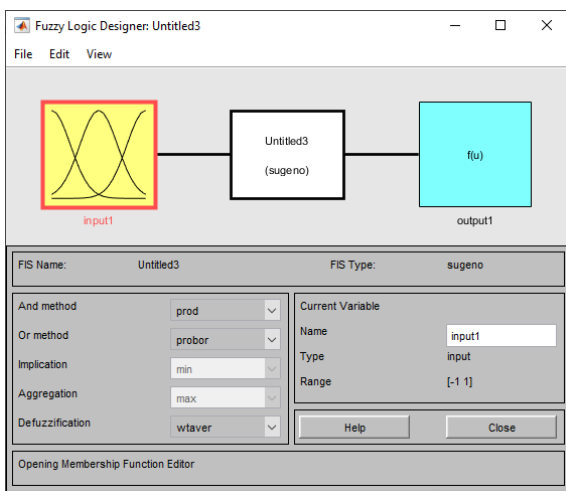 Fuzzy Logic Designer: Untitled3
File Edit View
Untitled3
(sugeno)
f(u)
input1
output1
FIS Name: Untitled3 FIS Type: sugeno
And method prod
Or method probor
Implication min
Aggregation max
Defuzzification wtaver
Current Variable
Name input1
Type input
Range [-1 1]
Help Close
Opening Membership Function Editor